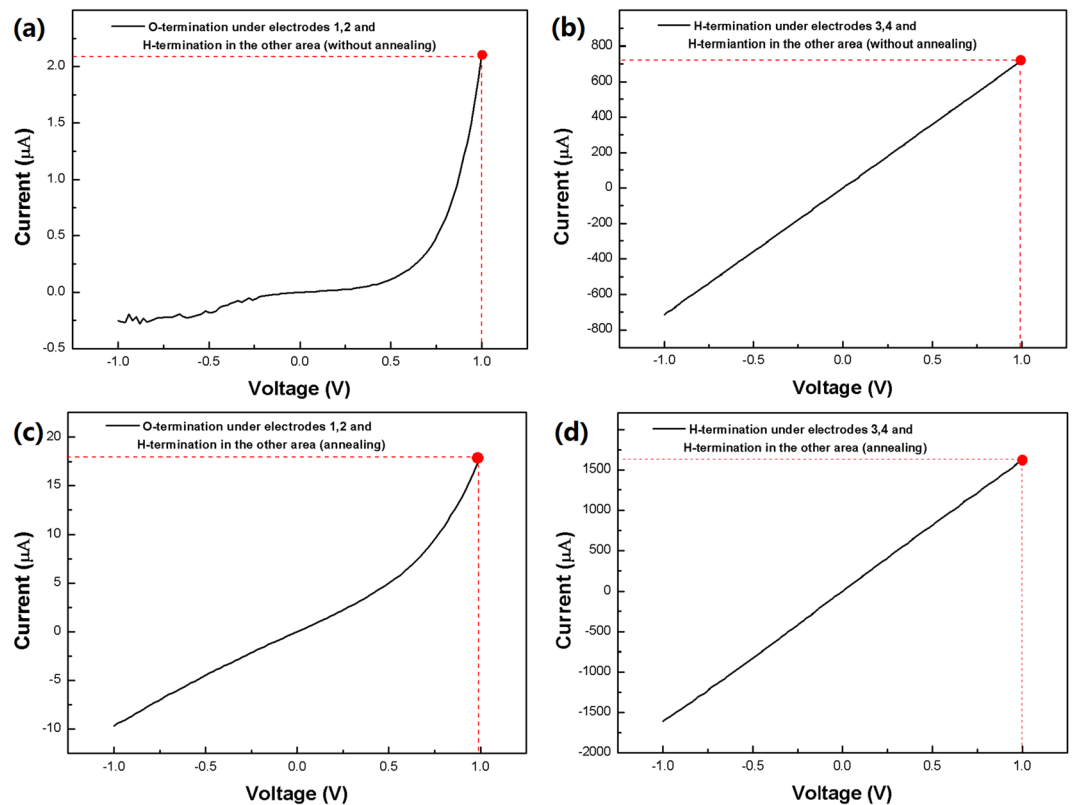 (a)
O-termination under electrodes 1,2 and
H-termination in the other area (without annealing)
2.0
1.5
1.0
0.5
0.0
-0.5
Current (μA)
-1.0 -0.5 0.0 0.5 1.0
Voltage (V)
(b)
H-termination under electrodes 3,4 and
H-termiantion in the other area (without annealing)
800
600
400
200
0
-200
-400
-600
-800
Current (μA)
-1.0 -0.5 0.0 0.5 1.0
Voltage (V)
(c)
O-termination under electrodes 1,2 and
H-termination in the other area (annealing)
20
15
10
5
0
-5
-10
Current (μA)
-1.0 -0.5 0.0 0.5 1.0
Voltage (V)
(d)
H-termination under electrodes 3,4 and
H-termination in the other area (annealing)
1500
1000
500
0
-500
-1000
-1500
-2000
Current (μA)
-1.0 -0.5 0.0 0.5 1.0
Voltage (V)